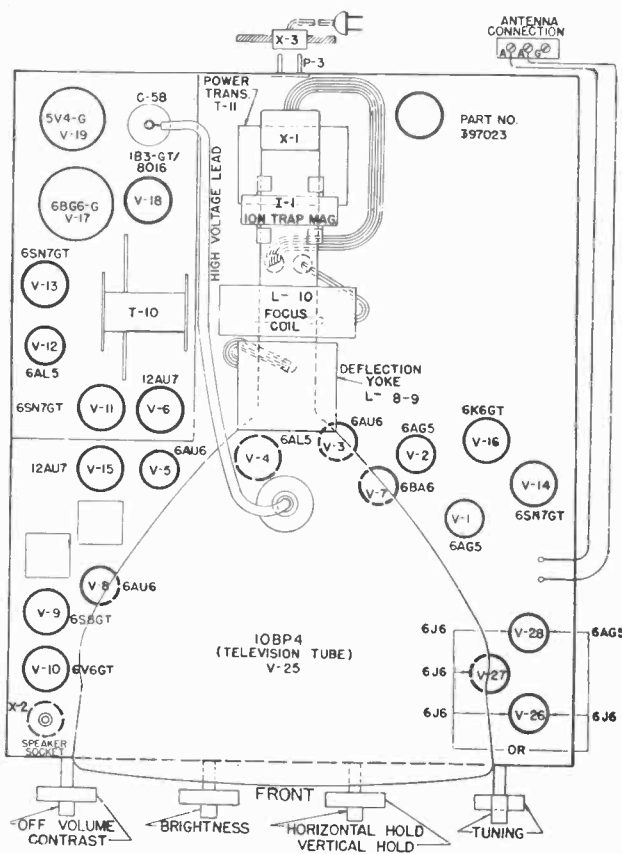 ANTENNA
CONNECTION
A A G
X-3
P-3
POWER
TRANS.
T-11
C-58
5V4-G
V-19
1B3-GT/
8016
X-1
PART NO.
397023
6BG6-G
V-17
V-18
HIGH VOLTAGE LEAD
I-1
ION TRAP MAG.
6SN7GT
V-13
T-10
L-10
FOCUS
COIL
V-12
6AL5
DEFLECTION
YOKE
L-8-9
12AU7
6SN7GT
V-11
V-6
6AU6
6AL5
6AU6
V-3
6AG5
V-2
6K6GT
V-16
12AU7
V-15
V-5
V-4
V-7
6BA6
V-14
6SN7GT
V-1
6AG5
V-8
6AU6
V-9
6S8GT
10BP4
(TELEVISION TUBE)
V-25
6J6
V-28
6AG5
V-10
6V6GT
6J6
V-27
X-2
SPEAKER
SOCKET
6J6
V-26
6J6
OR
FRONT
OFF VOLUME
CONTRAST
BRIGHTNESS
HORIZONTAL HOLD
VERTICAL HOLD
TUNING